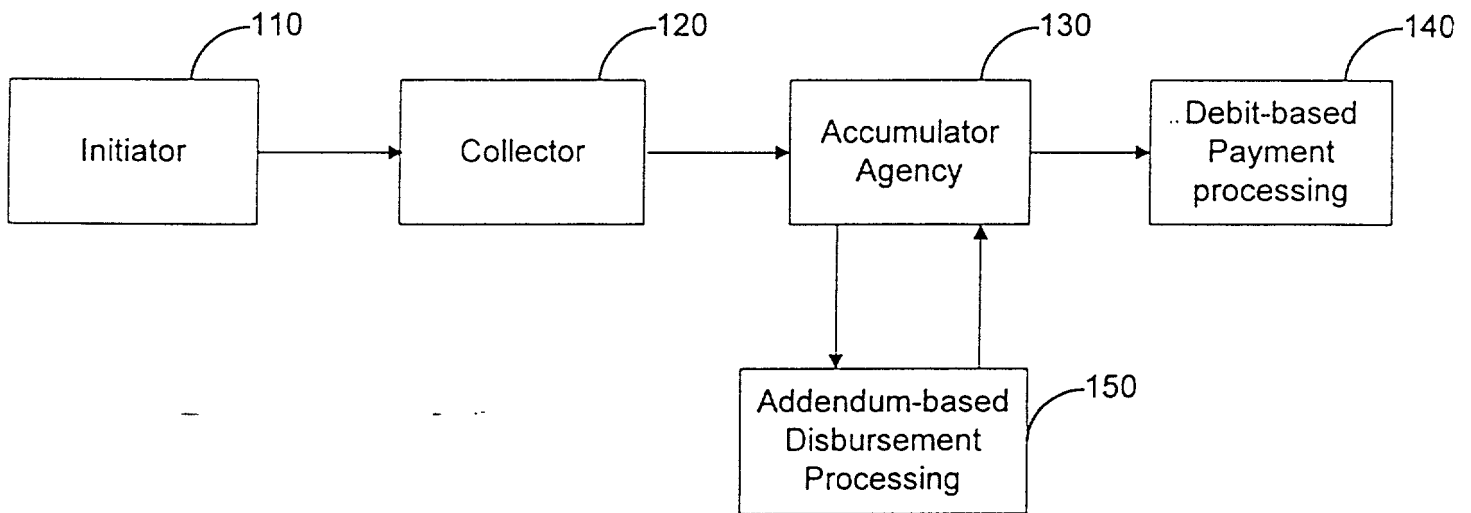 110
120
130
140
Initiator
Collector
Accumulator
Agency
Debit-based
Payment
processing
Addendum-based
Disbursement
Processing
150